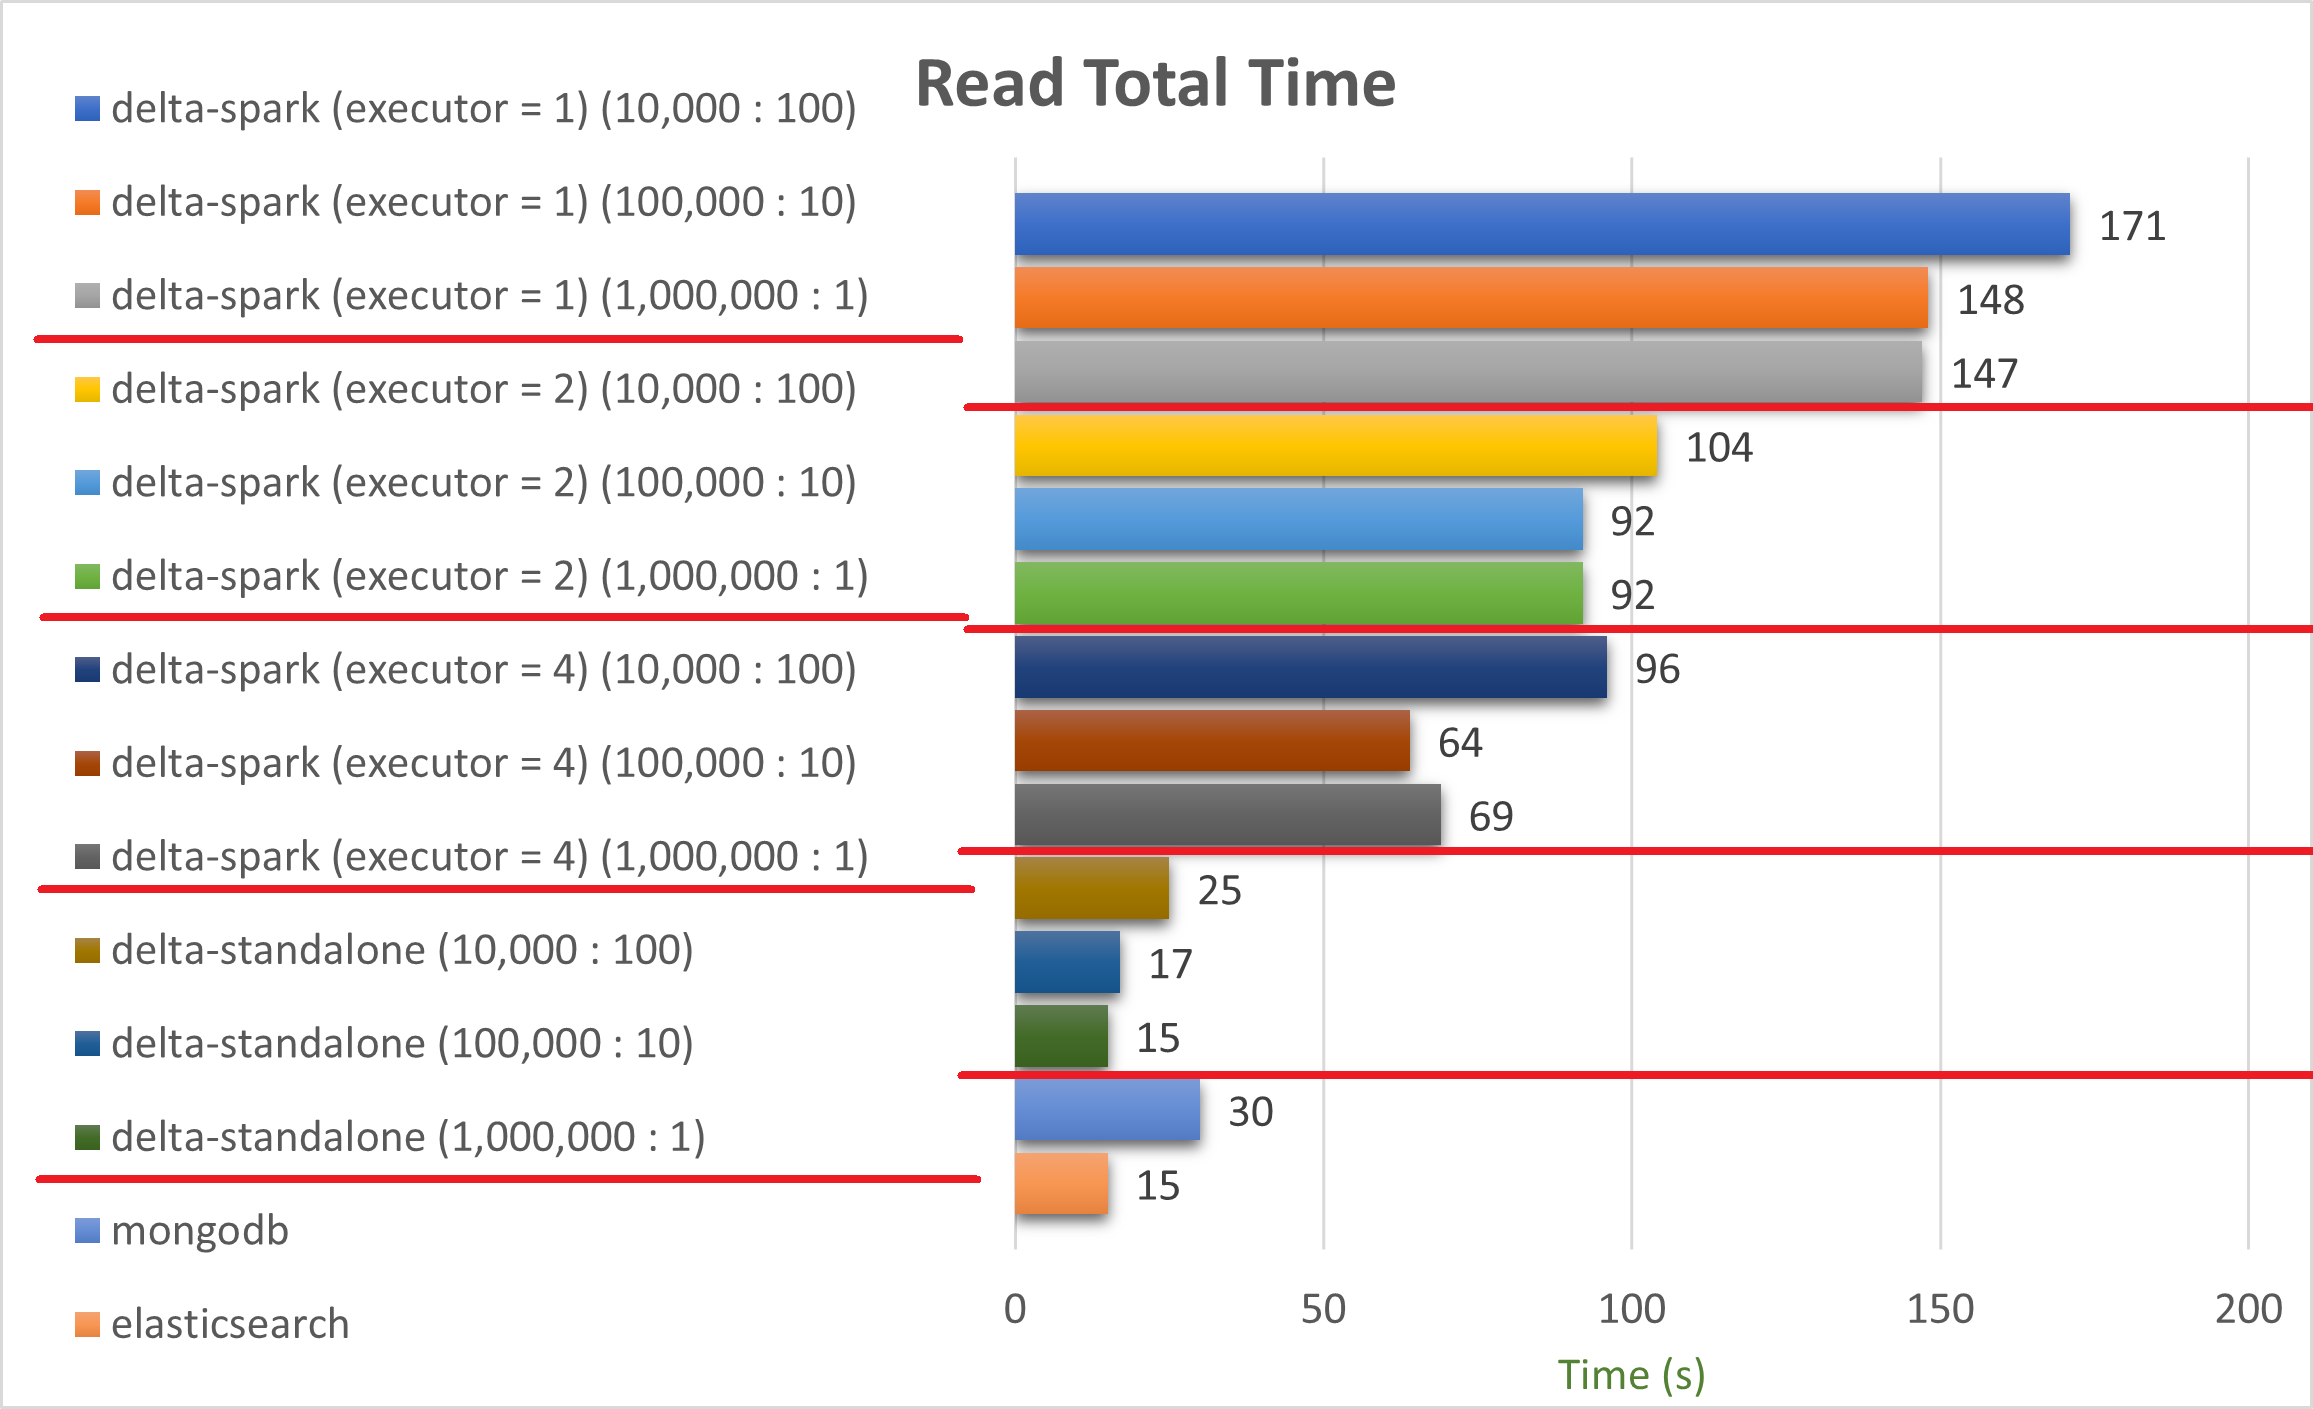 Read Total Time
delta-spark (executor = 1) (10,000 : 100)
delta-spark (executor = 1) (100,000 : 10)
delta-spark (executor = 1) (1,000,000 : 1)
delta-spark (executor = 2) (10,000 : 100)
delta-spark (executor = 2) (100,000 : 10)
delta-spark (executor = 2) (1,000,000 : 1)
delta-spark (executor = 4) (10,000 : 100)
delta-spark (executor = 4) (100,000 : 10)
delta-spark (executor = 4) (1,000,000 : 1)
delta-standalone (10,000 : 100)
delta-standalone (100,000 : 10)
delta-standalone (1,000,000 : 1)
mongodb
elasticsearch
171
148
147
104
92
92
96
64
69
25
17
15
30
15
0 50 100 150 200
Time (s)